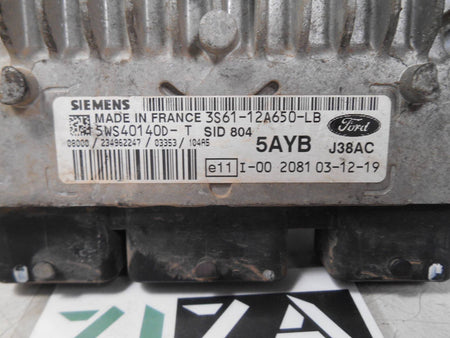 SIEMENS
MADE IN FRANCE 3S61-12A650-LB
5WS40140D-T SID 804
Ford
08000 / 234962247 / 03353 / 104R5
5AYB J38AC
e11 I-00 2081 03-12-19
ZIZA